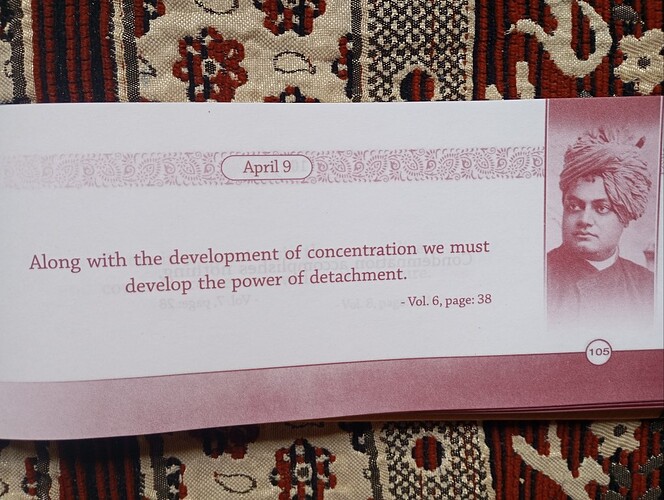 April 9
Along with the development of concentration we must
develop the power of detachment.
- Vol. 6, page: 38
105